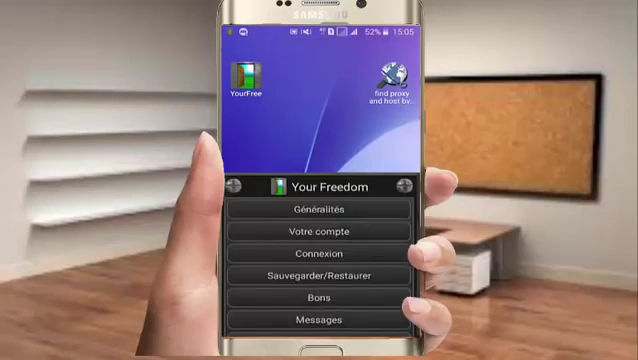 SAMSUNG
52% 15:05
YourFree
find proxy
and host by...
Your Freedom
Généralités
Votre compte
Connexion
Sauvegarder/Restaurer
Bons
Messages